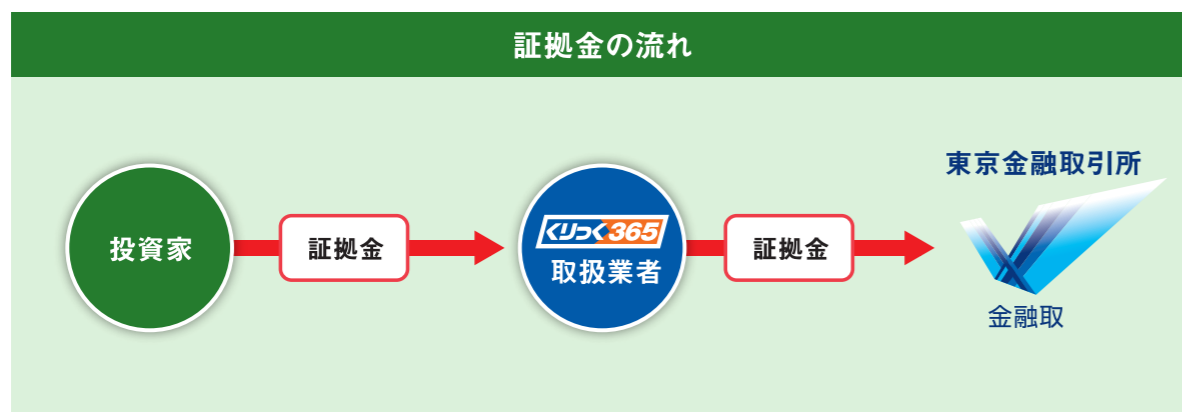 証拠金の流れ
投資家
証拠金
くりっく365
取扱業者
証拠金
東京金融取引所
金融取